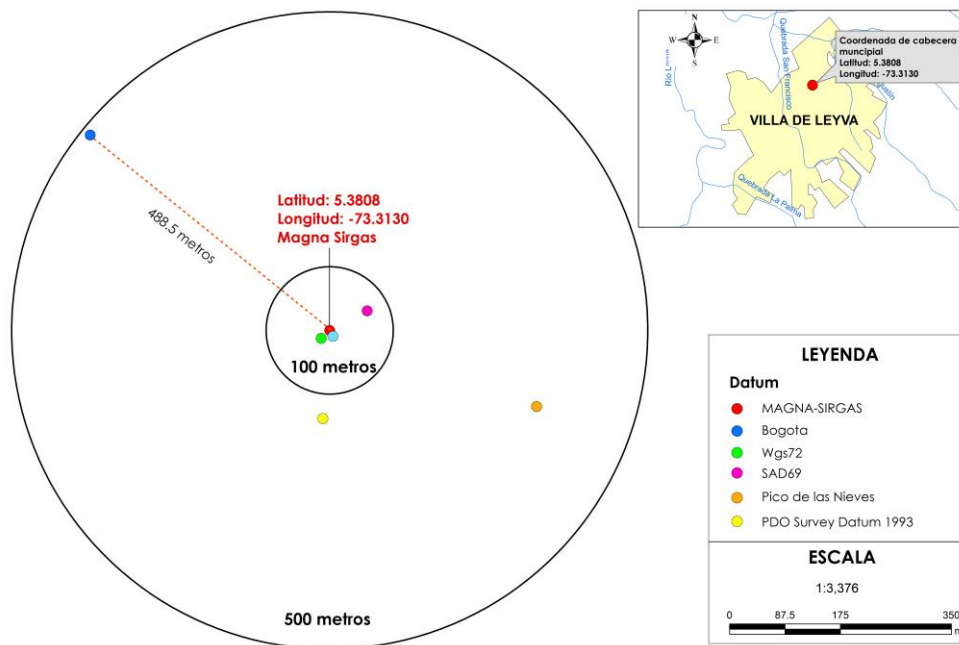 Latitud: 5.3808
Longitud: -73.3130
Magna Sirgas
488.5 metros
100 metros
500 metros
N
W
E
S
Quebrada San Francisco
Coordenada de cabecera
muncipial
Latitud: 5.3808
Longitud: -73.3130
VILLA DE LEYVA
Quebrada La Palma
LEYENDA
Datum
MAGNA-SIRGAS
Bogota
Wgs72
SAD69
Pico de las Nieves
PDO Survey Datum 1993
ESCALA
1:3,376
0 87.5 175 350